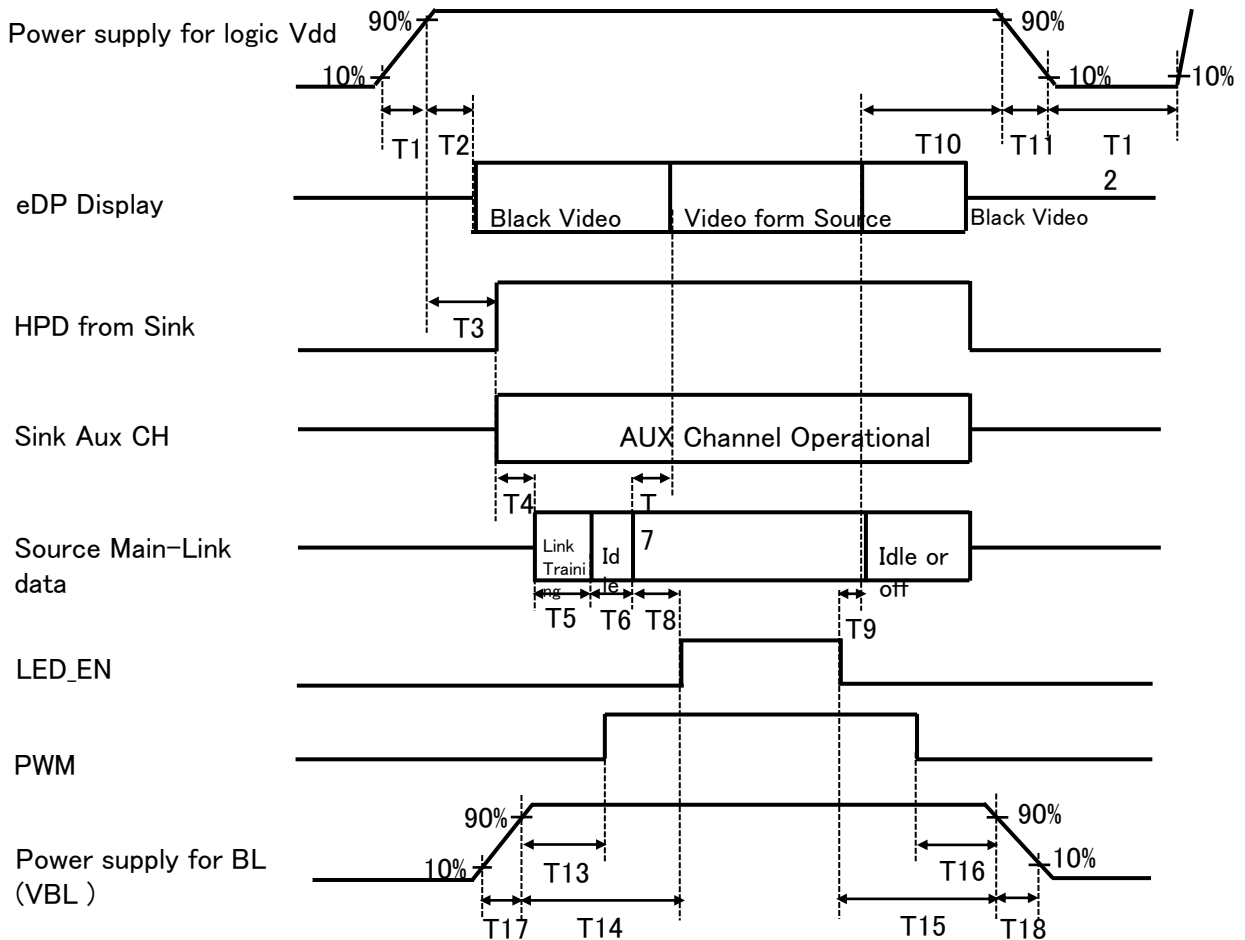 90%
90%
Power supply for logic Vdd
10%
10%
10%
T1
T2
T10
T11
T1
2
eDP Display
Black Video
Video form Source
Black Video
T3
HPD from Sink
Sink Aux CH
AUX Channel Operational
T4
T
7
Source Main-Link
data
Link
Traini
ng
Id
le
Idle or
off
T5
T6
T8
T9
LED_EN
PWM
90%
90%
Power supply for BL
(VBL )
10%
10%
T13
T16
T17
T14
T15
T18